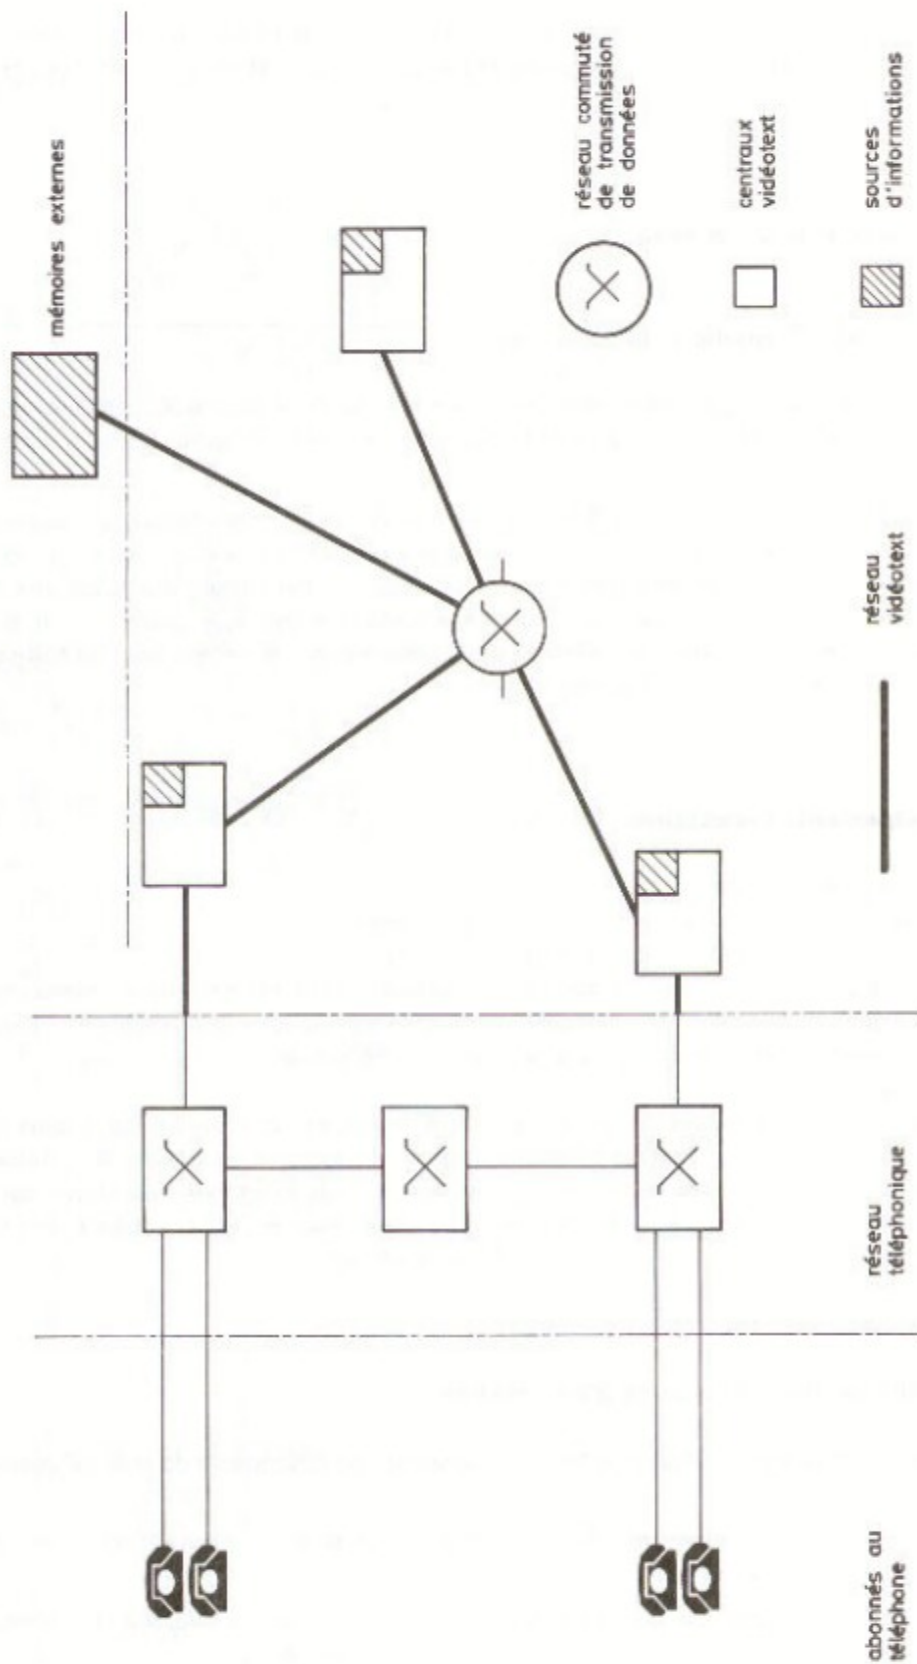 mémoires externes
réseau commuté
de transmission
de données
centraux
vidéotext
sources
d'informations
abonnés au
téléphone
réseau
téléphonique
réseau
vidéotext